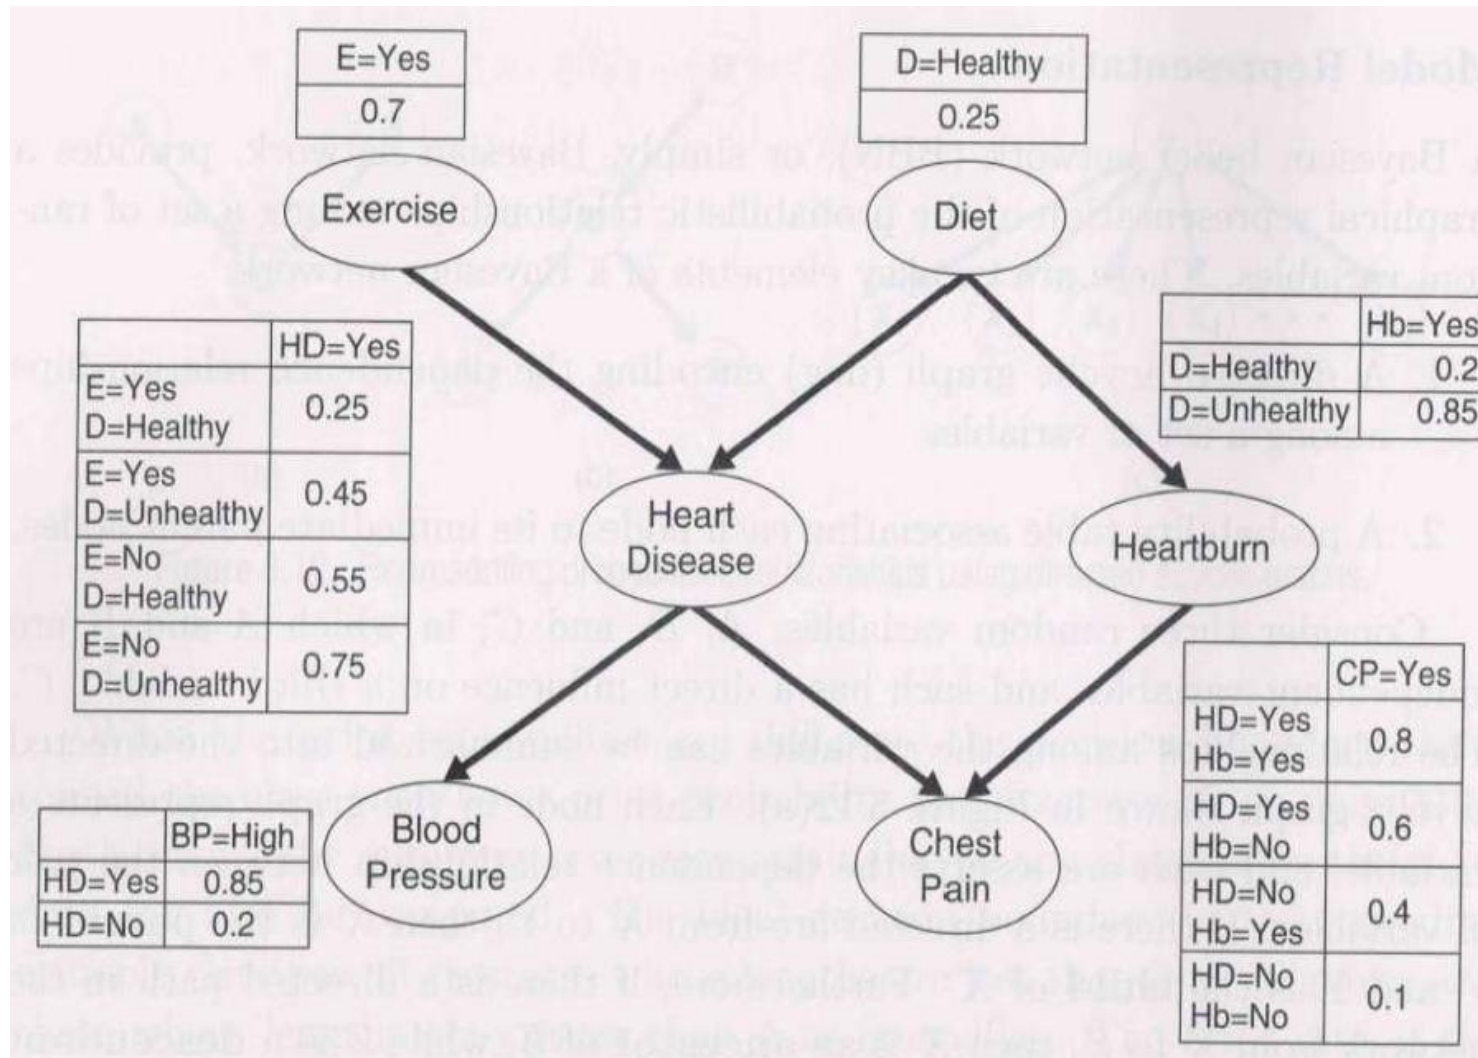 E=Yes
0.7
D=Healthy
0.25
Exercise
Diet
HD=Yes
E=Yes
D=Healthy
0.25
E=Yes
D=Unhealthy
0.45
E=No
D=Healthy
0.55
E=No
D=Unhealthy
0.75
Hb=Yes
D=Healthy 0.2
D=Unhealthy 0.85
Heart
Disease
Heartburn
BP=High
HD=Yes 0.85
HD=No 0.2
Blood
Pressure
Chest
Pain
CP=Yes
HD=Yes
Hb=Yes
0.8
HD=Yes
Hb=No
0.6
HD=No
Hb=Yes
0.4
HD=No
Hb=No
0.1